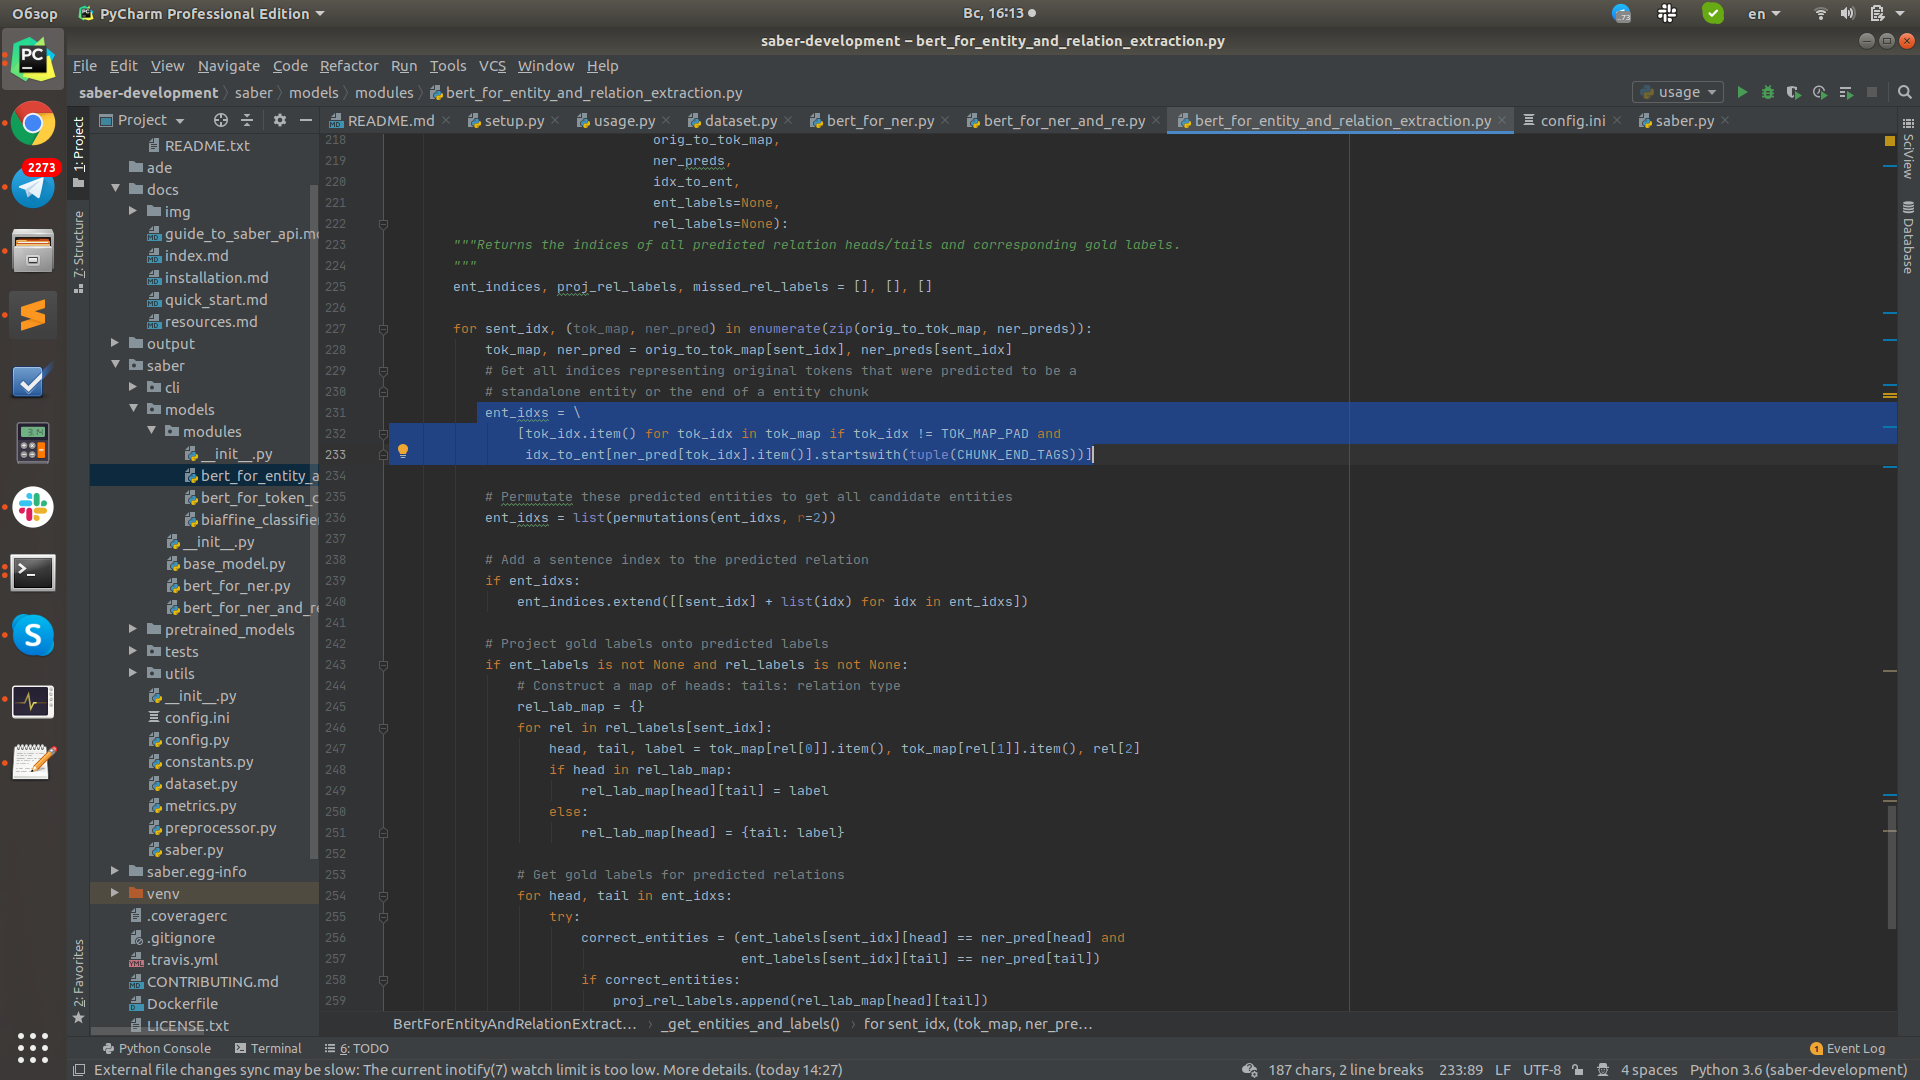 Обзор PyCharm Professional Edition Вс, 16:13 en
saber-development – bert_for_entity_and_relation_extraction.py
File Edit View Navigate Code Refactor Run Tools VCS Window Help
saber-development saber models modules bert_for_entity_and_relation_extraction.py usage
Project README.md setup.py usage.py dataset.py bert_for_ner.py bert_for_ner_and_re.py bert_for_entity_and_relation_extraction.py config.ini saber.py
1: Project
7: Structure
2: Favorites
SciView
Database
73
2273
README.txt
ade
docs
img
guide_to_saber_api.m
index.md
installation.md
quick_start.md
resources.md
output
saber
cli
models
modules
__init__.py
bert_for_entity_a
bert_for_token_c
biaffine_classifie
__init__.py
base_model.py
bert_for_ner.py
bert_for_ner_and_re
pretrained_models
tests
utils
__init__.py
config.ini
config.py
constants.py
dataset.py
metrics.py
preprocessor.py
saber.py
saber.egg-info
venv
.coveragerc
.gitignore
.travis.yml
CONTRIBUTING.md
Dockerfile
LICENSE.txt
218 orig_to_tok_map,
219 ner_preds,
220 idx_to_ent,
221 ent_labels=None,
222 rel_labels=None):
223 """Returns the indices of all predicted relation heads/tails and corresponding gold labels.
224 """
225 ent_indices, proj_rel_labels, missed_rel_labels = [], [], []
226
227 for sent_idx, (tok_map, ner_pred) in enumerate(zip(orig_to_tok_map, ner_preds)):
228 tok_map, ner_pred = orig_to_tok_map[sent_idx], ner_preds[sent_idx]
229 # Get all indices representing original tokens that were predicted to be a
230 # standalone entity or the end of a entity chunk
231 ent_idxs = \
232 [tok_idx.item() for tok_idx in tok_map if tok_idx != TOK_MAP_PAD and
233 idx_to_ent[ner_pred[tok_idx].item()].startswith(tuple(CHUNK_END_TAGS))]
234
235 # Permutate these predicted entities to get all candidate entities
236 ent_idxs = list(permutations(ent_idxs, r=2))
237
238 # Add a sentence index to the predicted relation
239 if ent_idxs:
240 ent_indices.extend([[sent_idx] + list(idx) for idx in ent_idxs])
241
242 # Project gold labels onto predicted labels
243 if ent_labels is not None and rel_labels is not None:
244 # Construct a map of heads: tails: relation type
245 rel_lab_map = {}
246 for rel in rel_labels[sent_idx]:
247 head, tail, label = tok_map[rel[0]].item(), tok_map[rel[1]].item(), rel[2]
248 if head in rel_lab_map:
249 rel_lab_map[head][tail] = label
250 else:
251 rel_lab_map[head] = {tail: label}
252
253 # Get gold labels for predicted relations
254 for head, tail in ent_idxs:
255 try:
256 correct_entities = (ent_labels[sent_idx][head] == ner_pred[head] and
257 ent_labels[sent_idx][tail] == ner_pred[tail])
258 if correct_entities:
259 proj_rel_labels.append(rel_lab_map[head][tail])
BertForEntityAndRelationExtract... _get_entities_and_labels() for sent_idx, (tok_map, ner_pre...
Python Console Terminal 6: TODO 1 Event Log
External file changes sync may be slow: The current inotify(7) watch limit is too low. More details. (today 14:27) 187 chars, 2 line breaks 233:89 LF UTF-8 4 spaces Python 3.6 (saber-development)